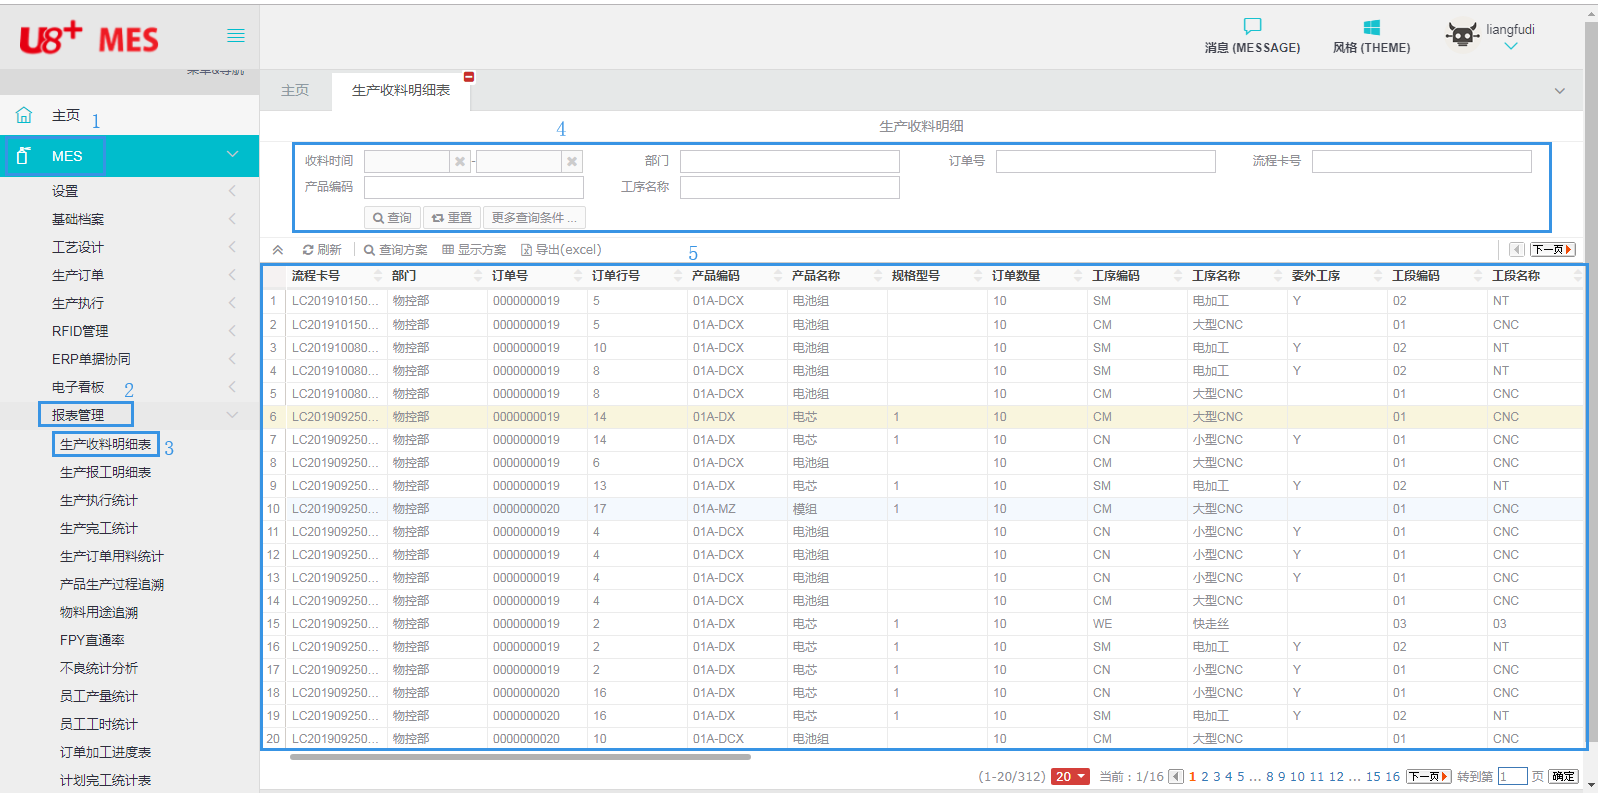 U8+ MES
消息 (MESSAGE)
风格 (THEME)
liangfudi
菜单&导航
主页
1
MES
设置
基础档案
工艺设计
生产订单
生产执行
RFID管理
ERP单据协同
电子看板
2
报表管理
生产收料明细表
3
生产报工明细表
生产执行统计
生产完工统计
生产订单用料统计
产品生产过程追溯
物料用途追溯
FPY直通率
不良统计分析
员工产量统计
员工工时统计
订单加工进度表
计划完工统计表
主页 生产收料明细表
4 生产收料明细
收料时间 - 部门 订单号 流程卡号
产品编码 工序名称
查询 重置 更多查询条件 ...
刷新 查询方案 显示方案 导出(excel) 5 下一页
流程卡号 部门 订单号 订单行号 产品编码 产品名称 规格型号 订单数量 工序编码 工序名称 委外工序 工段编码 工段名称
1 LC201910150... 物控部 0000000019 5 01A-DCX 电池组 10 SM 电加工 Y 02 NT
2 LC201910150... 物控部 0000000019 5 01A-DCX 电池组 10 CM 大型CNC 01 CNC
3 LC201910080... 物控部 0000000019 10 01A-DCX 电池组 10 SM 电加工 Y 02 NT
4 LC201910080... 物控部 0000000019 8 01A-DCX 电池组 10 SM 电加工 Y 02 NT
5 LC201910080... 物控部 0000000019 8 01A-DCX 电池组 10 CM 大型CNC 01 CNC
6 LC201909250... 物控部 0000000019 14 01A-DX 电芯 1 10 CM 大型CNC 01 CNC
7 LC201909250... 物控部 0000000019 14 01A-DX 电芯 1 10 CN 小型CNC Y 01 CNC
8 LC201909250... 物控部 0000000019 6 01A-DCX 电池组 10 CM 大型CNC 01 CNC
9 LC201909250... 物控部 0000000019 13 01A-DX 电芯 1 10 SM 电加工 Y 02 NT
10 LC201909250... 物控部 0000000020 17 01A-MZ 模组 1 10 CM 大型CNC 01 CNC
11 LC201909250... 物控部 0000000019 4 01A-DCX 电池组 10 CN 小型CNC Y 01 CNC
12 LC201909250... 物控部 0000000019 4 01A-DCX 电池组 10 CN 小型CNC Y 01 CNC
13 LC201909250... 物控部 0000000019 4 01A-DCX 电池组 10 CN 小型CNC Y 01 CNC
14 LC201909250... 物控部 0000000019 4 01A-DCX 电池组 10 CM 大型CNC 01 CNC
15 LC201909250... 物控部 0000000019 2 01A-DX 电芯 1 10 WE 快走丝 03 03
16 LC201909250... 物控部 0000000019 2 01A-DX 电芯 1 10 SM 电加工 Y 02 NT
17 LC201909250... 物控部 0000000019 2 01A-DX 电芯 1 10 CN 小型CNC Y 01 CNC
18 LC201909250... 物控部 0000000020 16 01A-DX 电芯 1 10 CN 小型CNC Y 01 CNC
19 LC201909250... 物控部 0000000020 16 01A-DX 电芯 1 10 SM 电加工 Y 02 NT
20 LC201909250... 物控部 0000000020 10 01A-DCX 电池组 10 CM 大型CNC 01 CNC
(1-20/312) 20 当前 : 1/16 1 2 3 4 5 ... 8 9 10 11 12 ... 15 16 下一页 转到第 1 页 确定